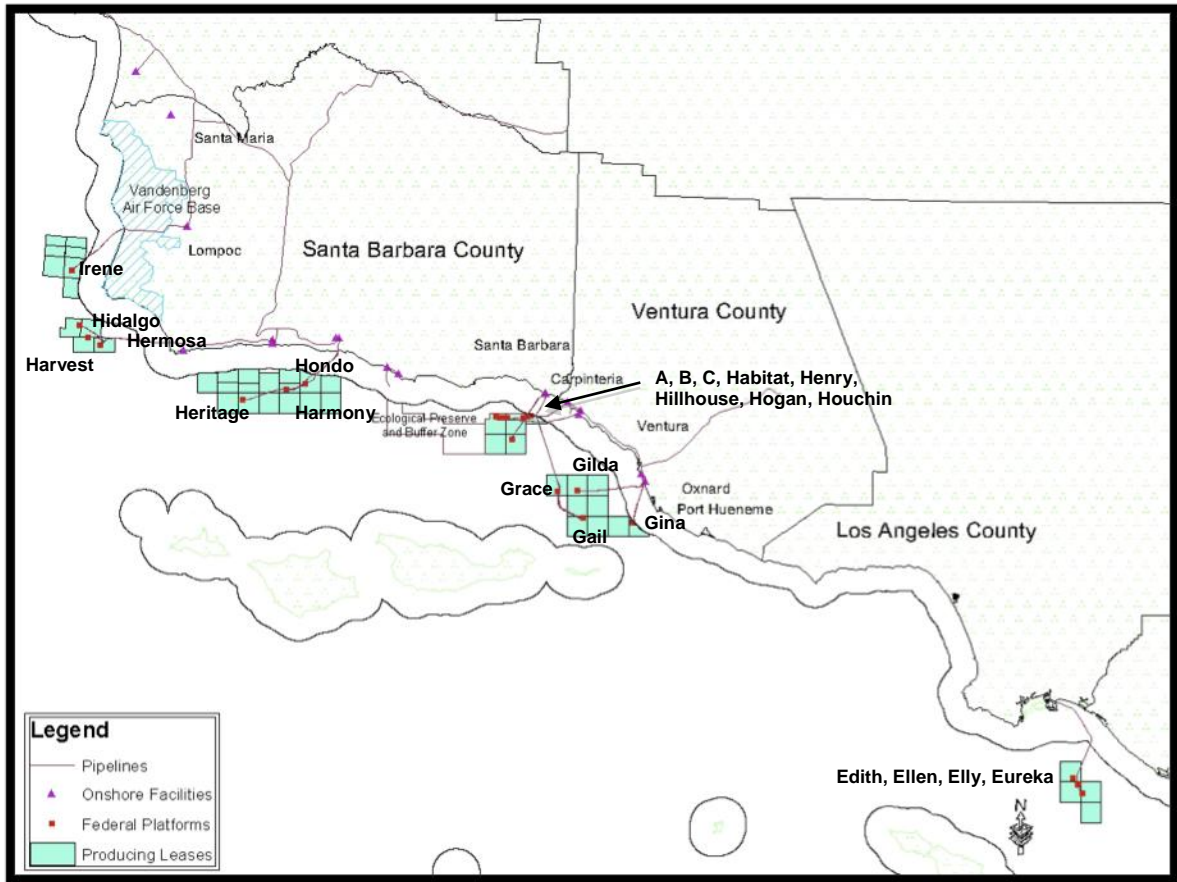 Santa Maria
Vandenberg
Air Force Base
Lompoc
Santa Barbara County
Irene
Ventura County
Hidalgo
Hermosa
Harvest
Santa Barbara
Hondo
Carpinteria
A, B, C, Habitat, Henry,
Hillhouse, Hogan, Houchin
Heritage
Harmony
Ecological Preserve
and Buffer Zone
Ventura
Gilda
Grace
Oxnard
Port Hueneme
Gina
Gail
Los Angeles County
Legend
Pipelines
Onshore Facilities
Federal Platforms
Producing Leases
Edith, Ellen, Elly, Eureka
N